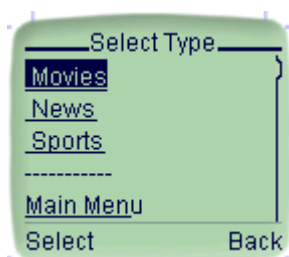 Select Type
Movies
News
Sports
-----------
Main Menu
Select Back